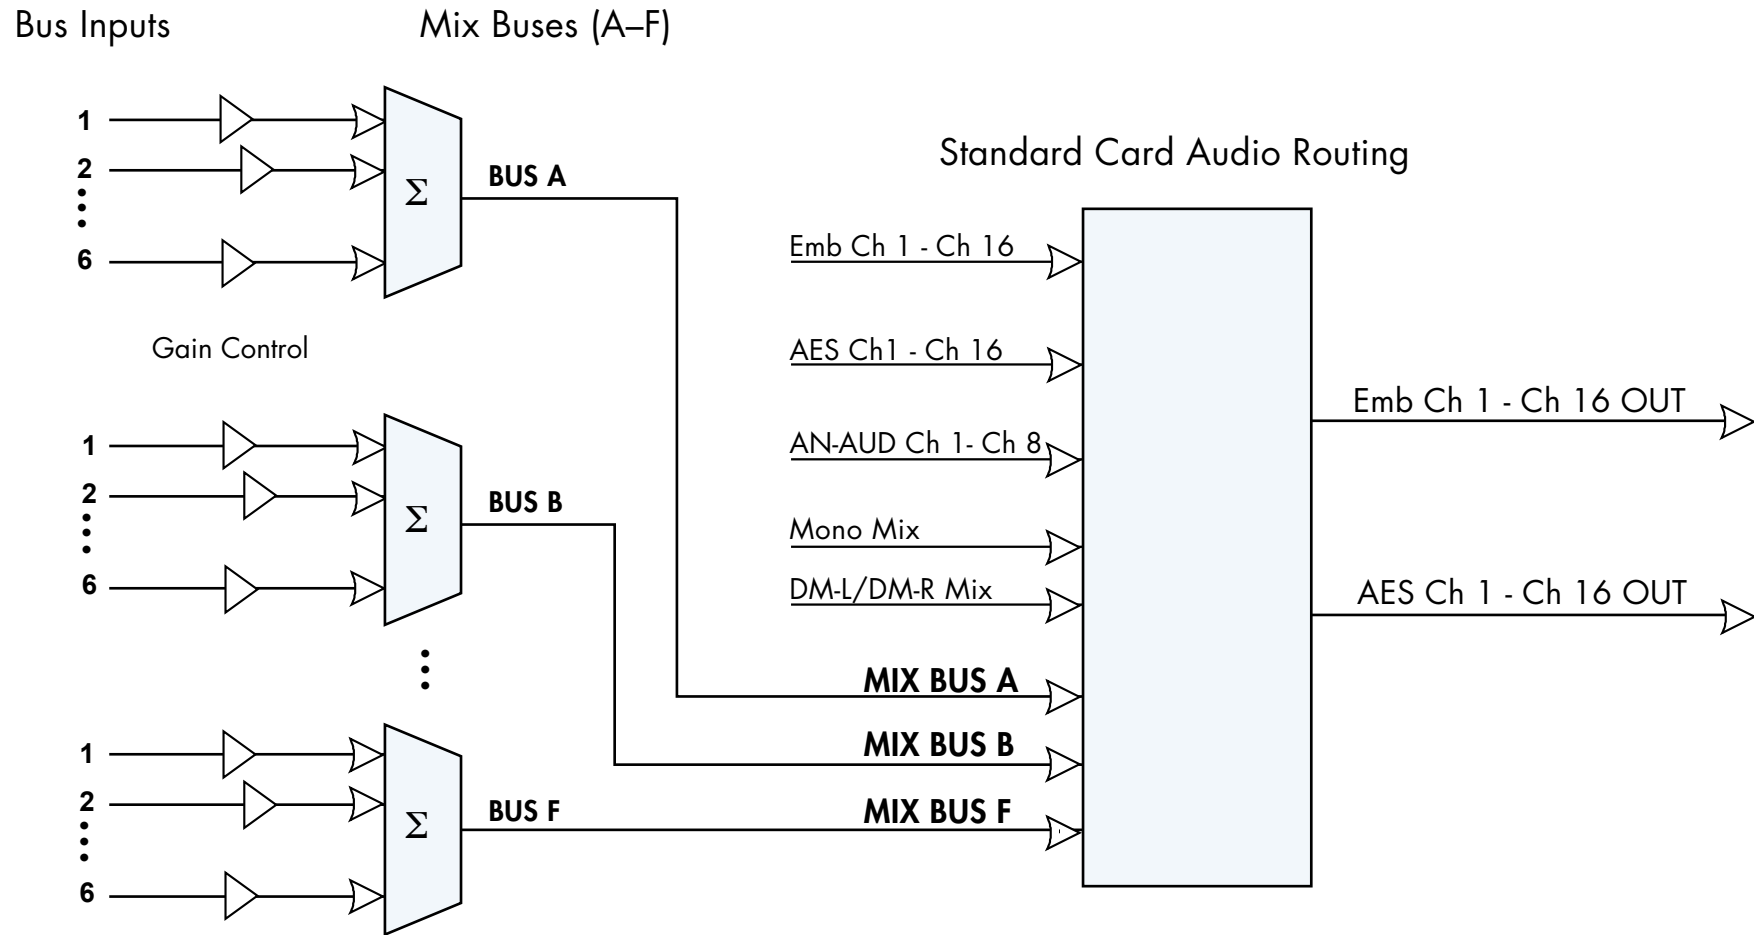 Bus Inputs
Mix Buses (A–F)
1
2
6
Σ
BUS A
Gain Control
1
2
6
Σ
BUS B
1
2
6
Σ
BUS F
Standard Card Audio Routing
Emb Ch 1 - Ch 16
AES Ch1 - Ch 16
AN-AUD Ch 1- Ch 8
Mono Mix
DM-L/DM-R Mix
MIX BUS A
MIX BUS B
MIX BUS F
Emb Ch 1 - Ch 16 OUT
AES Ch 1 - Ch 16 OUT